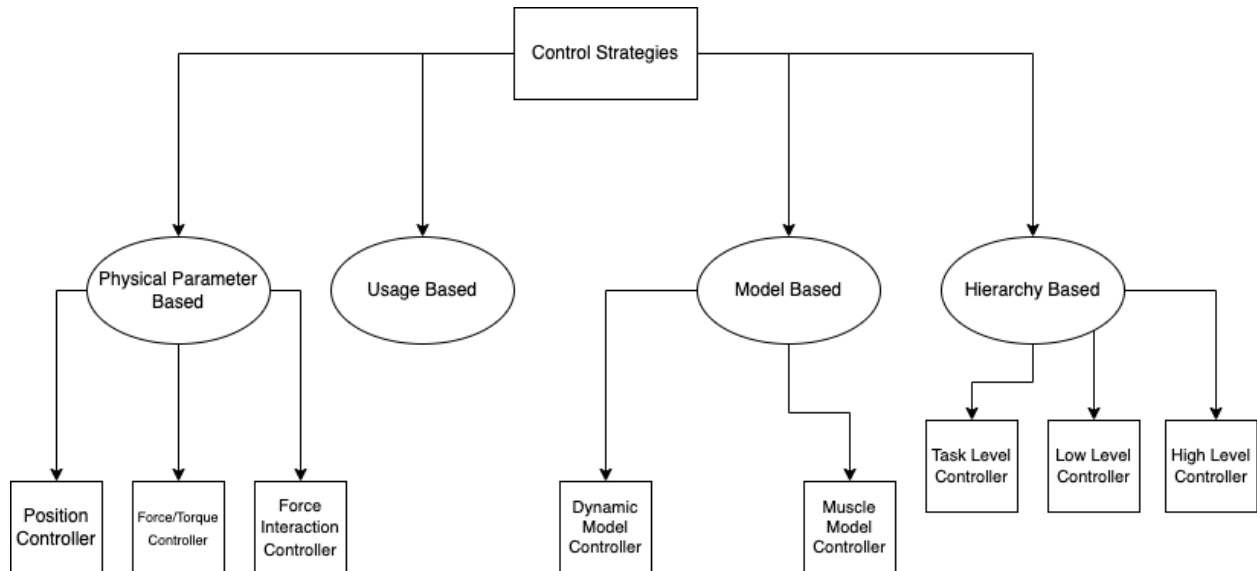 Control Strategies
Physical Parameter
Based
Usage Based
Model Based
Hierarchy Based
Task Level
Controller
Low Level
Controller
High Level
Controller
Position
Controller
Force/Torque
Controller
Force
Interaction
Controller
Dynamic
Model
Controller
Muscle
Model
Controller